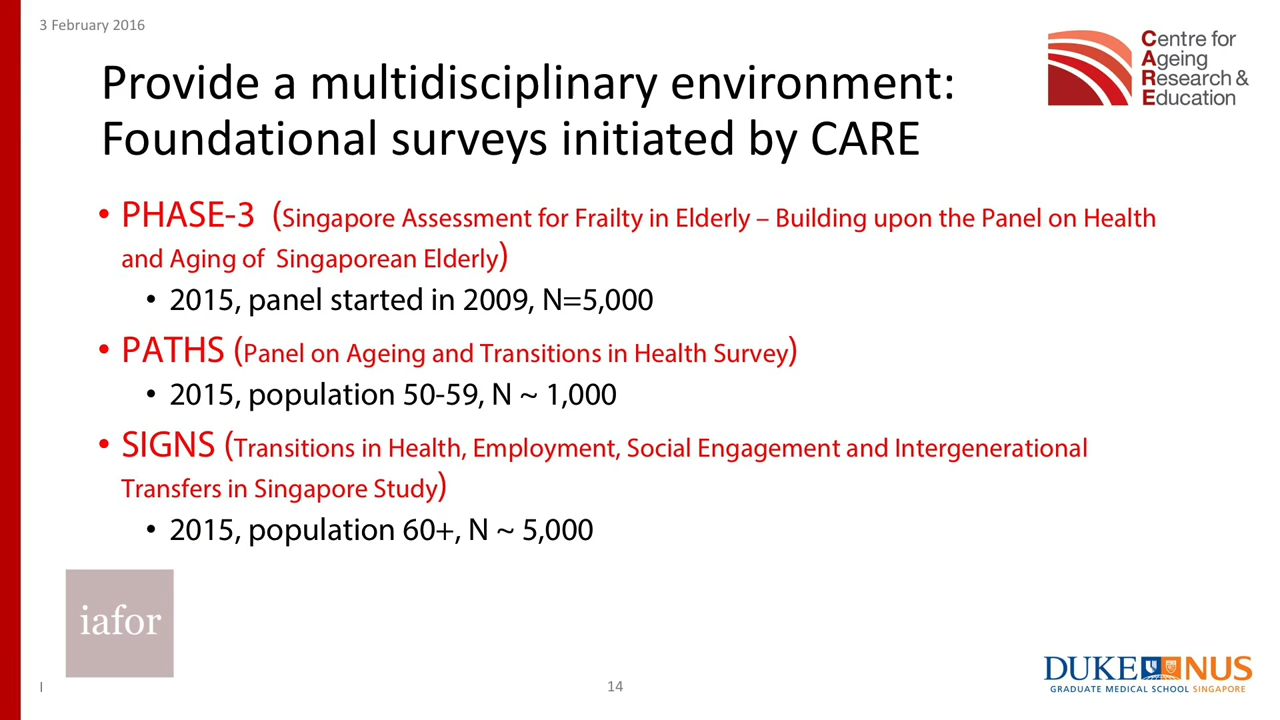 3 February 2016
Centre for
Ageing
Research &
Education
Provide a multidisciplinary environment:
Foundational surveys initiated by CARE
• PHASE-3 (Singapore Assessment for Frailty in Elderly – Building upon the Panel on Health
and Aging of Singaporean Elderly)
• 2015, panel started in 2009, N=5,000
• PATHS (Panel on Ageing and Transitions in Health Survey)
• 2015, population 50-59, N ~ 1,000
• SIGNS (Transitions in Health, Employment, Social Engagement and Intergenerational
Transfers in Singapore Study)
• 2015, population 60+, N ~ 5,000
iafor
I
14
DUKE NUS
GRADUATE MEDICAL SCHOOL SINGAPORE